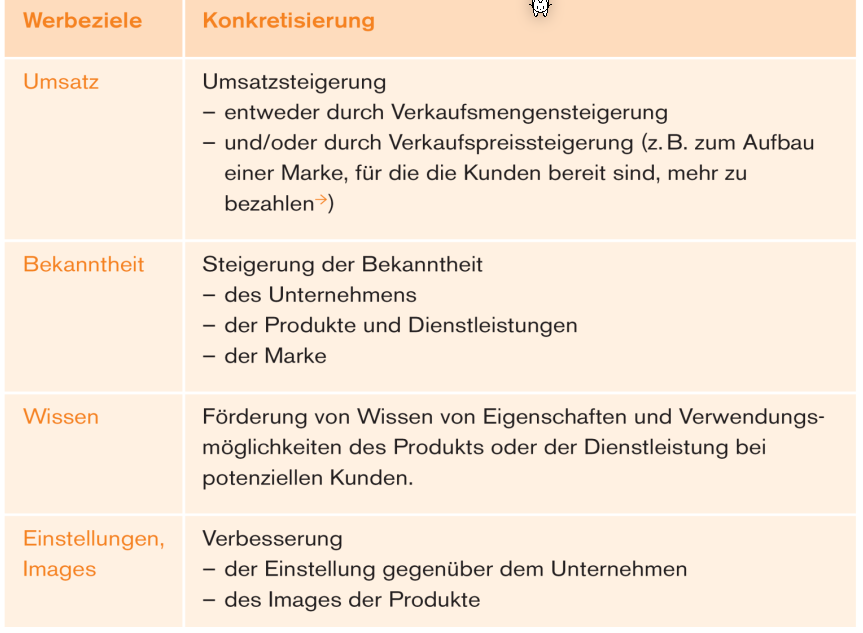 Werbeziele Konkretisierung
Umsatz Umsatzsteigerung
– entweder durch Verkaufsmengensteigerung
– und/oder durch Verkaufspreissteigerung (z. B. zum Aufbau
einer Marke, für die die Kunden bereit sind, mehr zu
bezahlen→)
Bekanntheit Steigerung der Bekanntheit
– des Unternehmens
– der Produkte und Dienstleistungen
– der Marke
Wissen Förderung von Wissen von Eigenschaften und Verwendungs-
möglichkeiten des Produkts oder der Dienstleistung bei
potenziellen Kunden.
Einstellungen, Verbesserung
Images – der Einstellung gegenüber dem Unternehmen
– des Images der Produkte